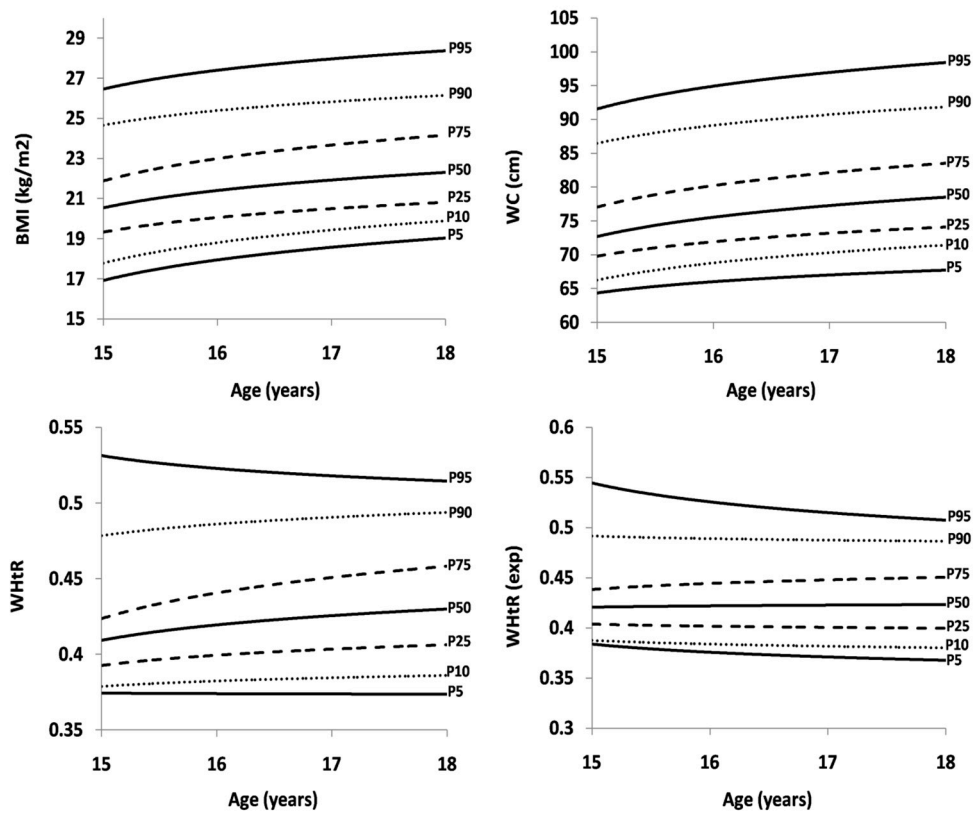 BMI (kg/m2)
29
27
25
23
21
19
17
15
P95
P90
P75
P50
P25
P10
P5
15 16 17 18
Age (years)
WC (cm)
105
100
95
90
85
80
75
70
65
60
P95
P90
P75
P50
P25
P10
P5
15 16 17 18
Age (years)
WHtR
0.55
0.5
0.45
0.4
0.35
P95
P90
P75
P50
P25
P10
P5
15 16 17 18
Age (years)
WHtR (exp)
0.6
0.55
0.5
0.45
0.4
0.35
0.3
P95
P90
P75
P50
P25
P10
P5
15 16 17 18
Age (years)